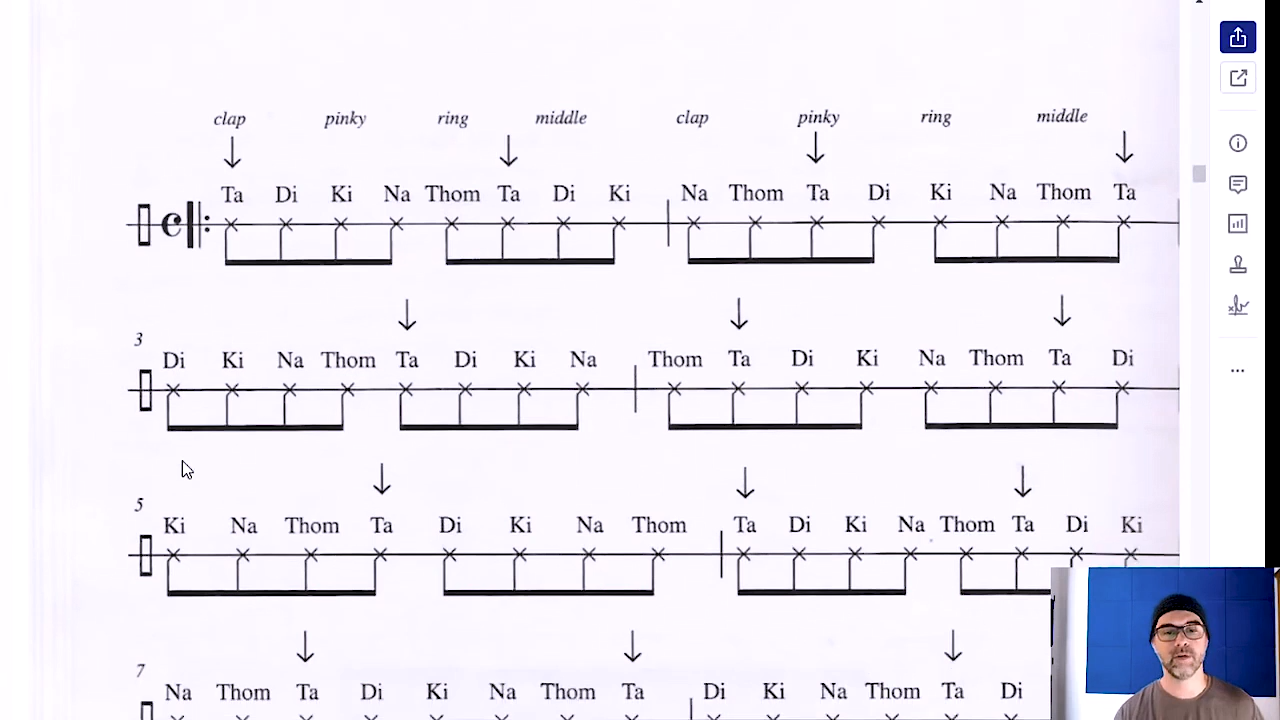 clap pinky ring middle clap pinky ring middle
Ta Di Ki Na Thom Ta Di Ki Na Thom Ta Di Ki Na Thom Ta
3
Di Ki Na Thom Ta Di Ki Na Thom Ta Di Ki Na Thom Ta Di
5
Ki Na Thom Ta Di Ki Na Thom Ta Di Ki Na Thom Ta Di Ki
7
Na Thom Ta Di Ki Na Thom Ta Di Ki Na Thom Ta Di